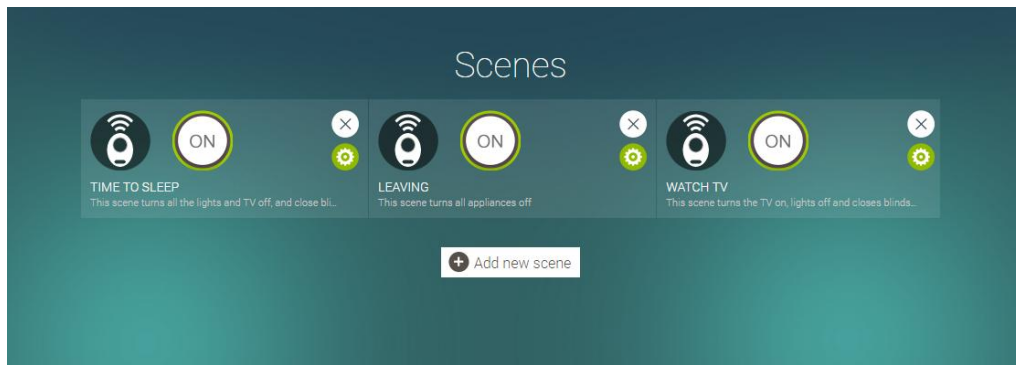 Scenes
ON
TIME TO SLEEP
This scene turns all the lights and TV off, and close bli...
ON
LEAVING
This scene turns all appliances off
ON
WATCH TV
This scene turns the TV on, lights off and closes blinds...
Add new scene